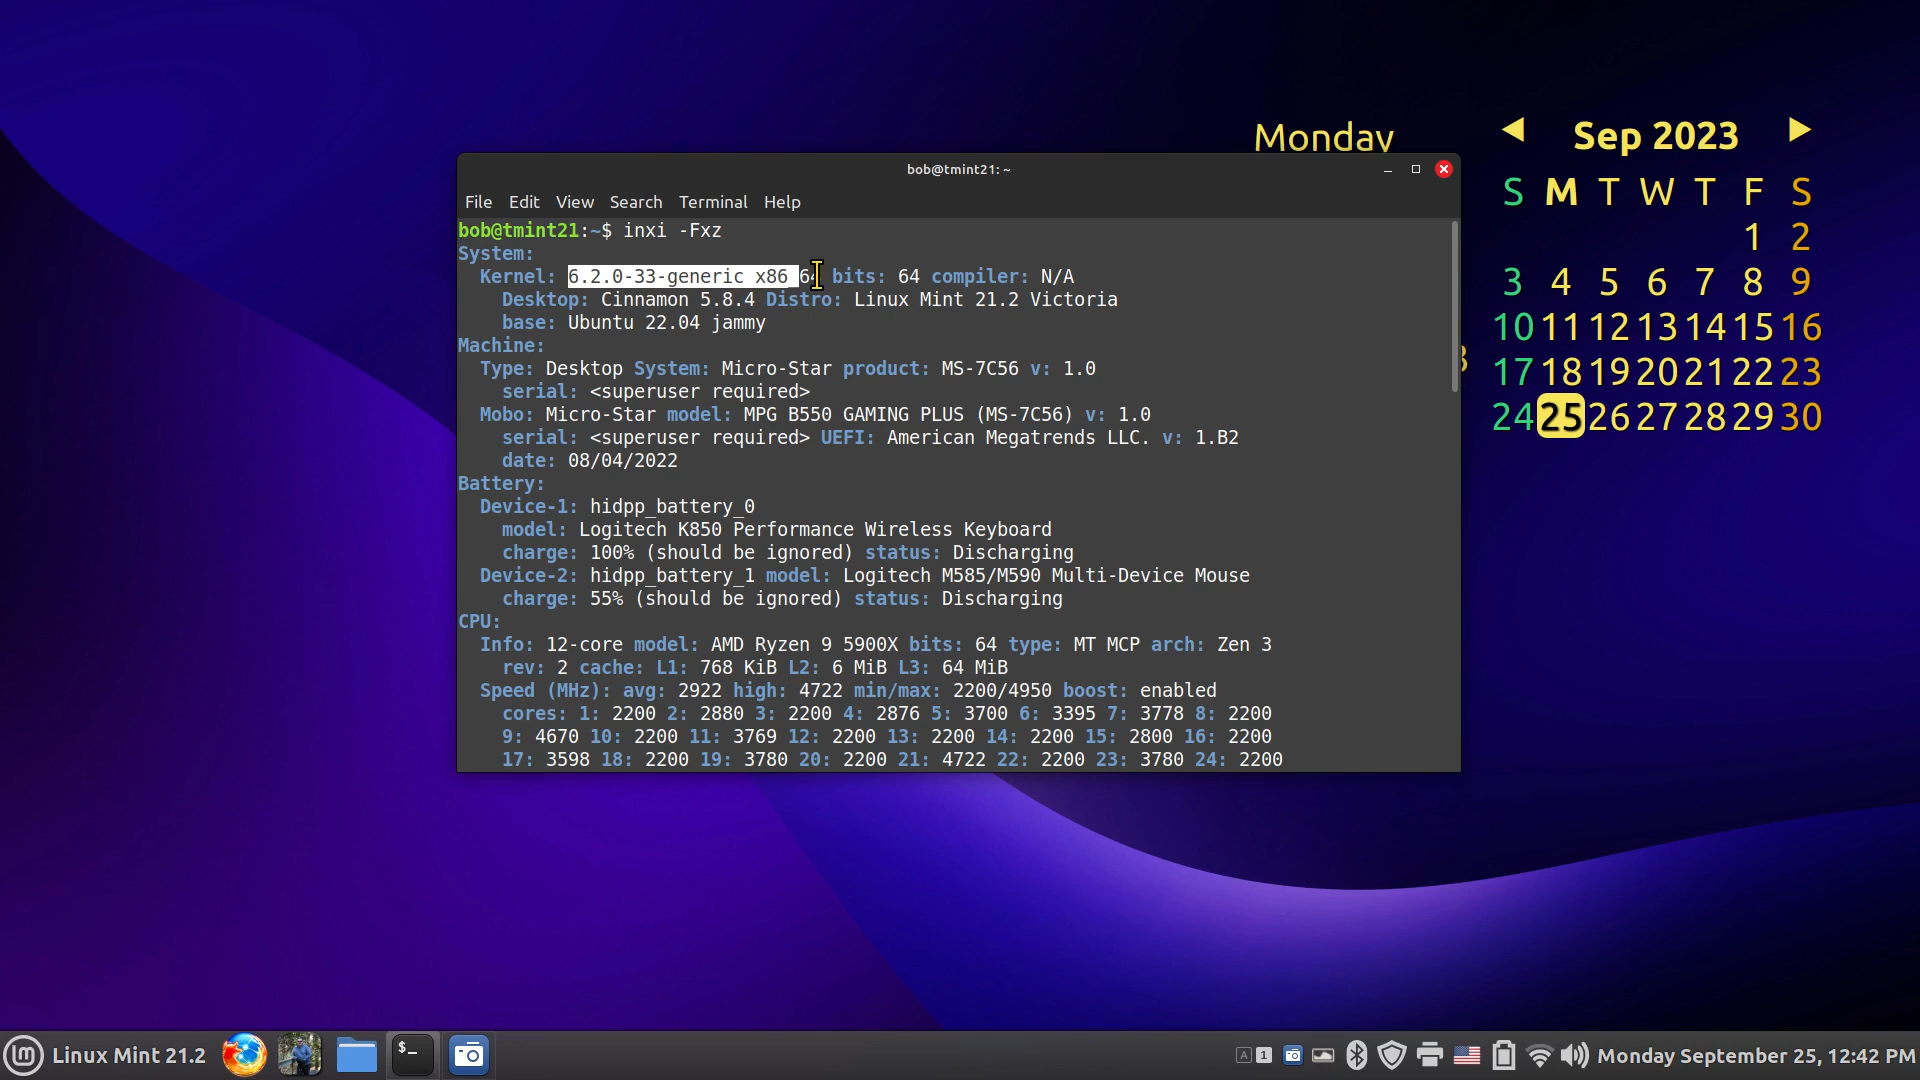 Monday
Sep 2023
S M T W T F S
1 2
3 4 5 6 7 8 9
10 11 12 13 14 15 16
17 18 19 20 21 22 23
24 25 26 27 28 29 30
bob@tmint21: ~
File Edit View Search Terminal Help
bob@tmint21:~$ inxi -Fxz
System:
Kernel: 6.2.0-33-generic x86_64 bits: 64 compiler: N/A
Desktop: Cinnamon 5.8.4 Distro: Linux Mint 21.2 Victoria
base: Ubuntu 22.04 jammy
Machine:
Type: Desktop System: Micro-Star product: MS-7C56 v: 1.0
serial: <superuser required>
Mobo: Micro-Star model: MPG B550 GAMING PLUS (MS-7C56) v: 1.0
serial: <superuser required> UEFI: American Megatrends LLC. v: 1.B2
date: 08/04/2022
Battery:
Device-1: hidpp_battery_0
model: Logitech K850 Performance Wireless Keyboard
charge: 100% (should be ignored) status: Discharging
Device-2: hidpp_battery_1 model: Logitech M585/M590 Multi-Device Mouse
charge: 55% (should be ignored) status: Discharging
CPU:
Info: 12-core model: AMD Ryzen 9 5900X bits: 64 type: MT MCP arch: Zen 3
rev: 2 cache: L1: 768 KiB L2: 6 MiB L3: 64 MiB
Speed (MHz): avg: 2922 high: 4722 min/max: 2200/4950 boost: enabled
cores: 1: 2200 2: 2880 3: 2200 4: 2876 5: 3700 6: 3395 7: 3778 8: 2200
9: 4670 10: 2200 11: 3769 12: 2200 13: 2200 14: 2200 15: 2800 16: 2200
17: 3598 18: 2200 19: 3780 20: 2200 21: 4722 22: 2200 23: 3780 24: 2200
$_
Linux Mint 21.2
A 1
Monday September 25, 12:42 PM